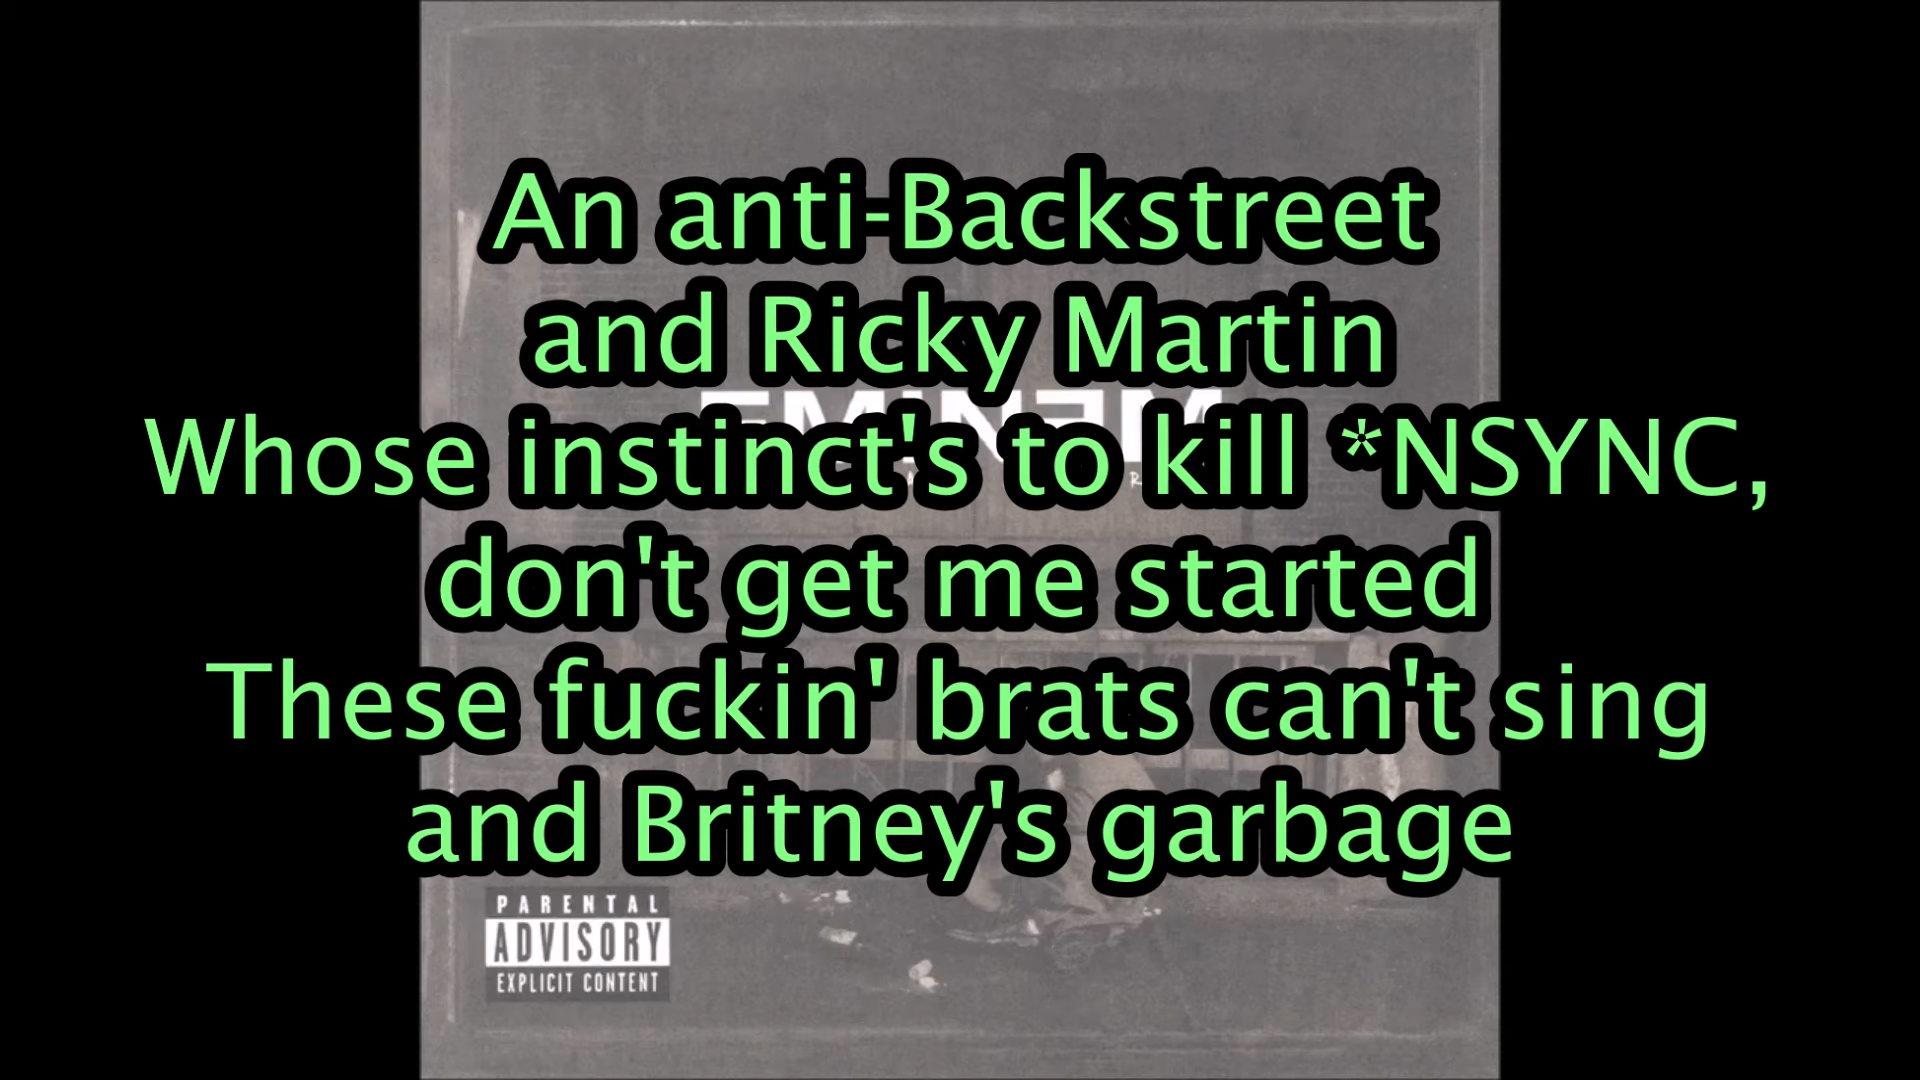 An anti-Backstreet
and Ricky Martin
EMINEM
Whose instinct's to kill *NSYNC,
don't get me started
These fuckin' brats can't sing
and Britney's garbage
PARENTAL
ADVISORY
EXPLICIT CONTENT